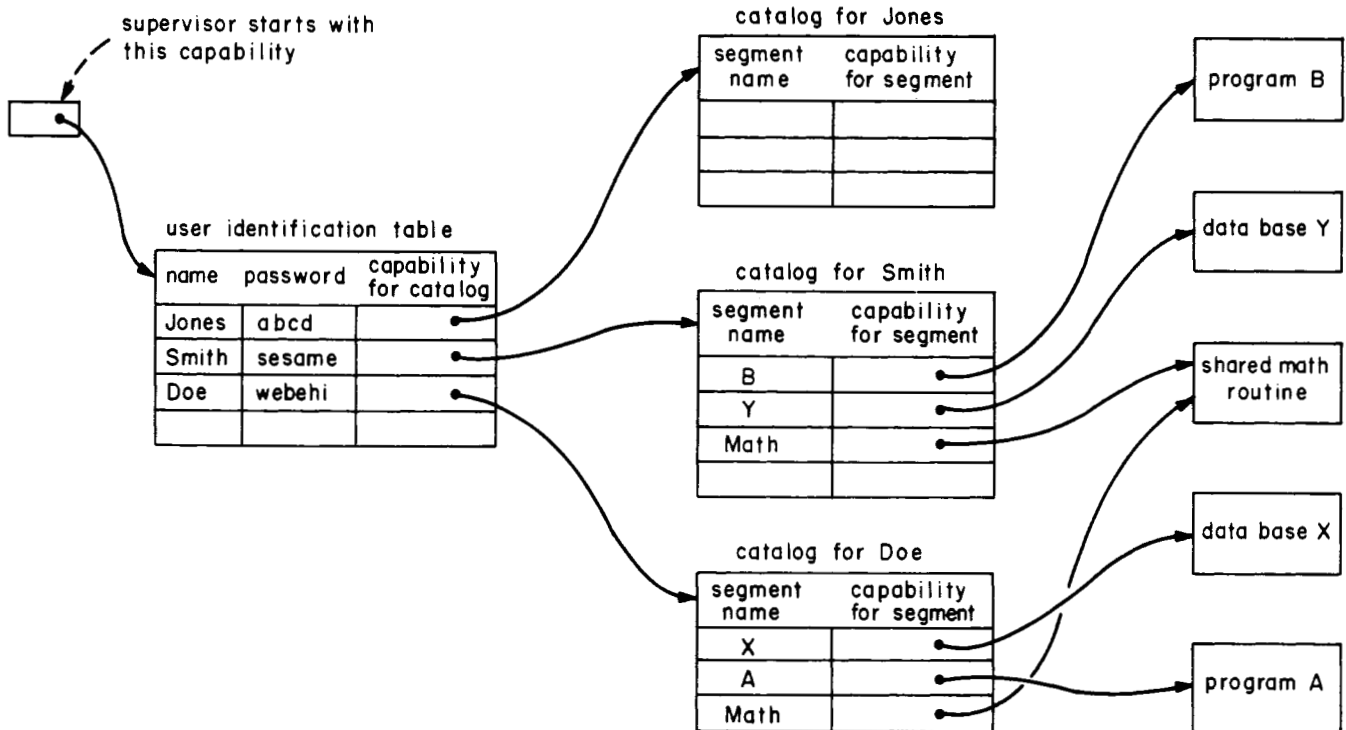 supervisor starts with
this capability
user identification table
name password capability
for catalog
Jones abcd
Smith sesame
Doe webehi
catalog for Jones
segment capability
name for segment
catalog for Smith
segment capability
name for segment
B
Y
Math
catalog for Doe
segment capability
name for segment
X
A
Math
program B
data base Y
shared math
routine
data base X
program A